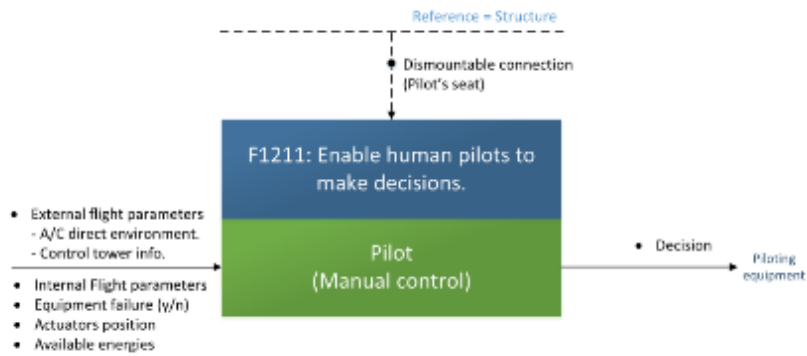 Reference = Structure
Dismountable connection
(Pilot's seat)
F1211: Enable human pilots to
make decisions.
• External flight parameters
- A/C direct environment.
- Control tower info.
Pilot
(Manual control)
• Decision
Piloting
equipment
• Internal Flight parameters
• Equipment failure (y/n)
• Actuators position
• Available energies